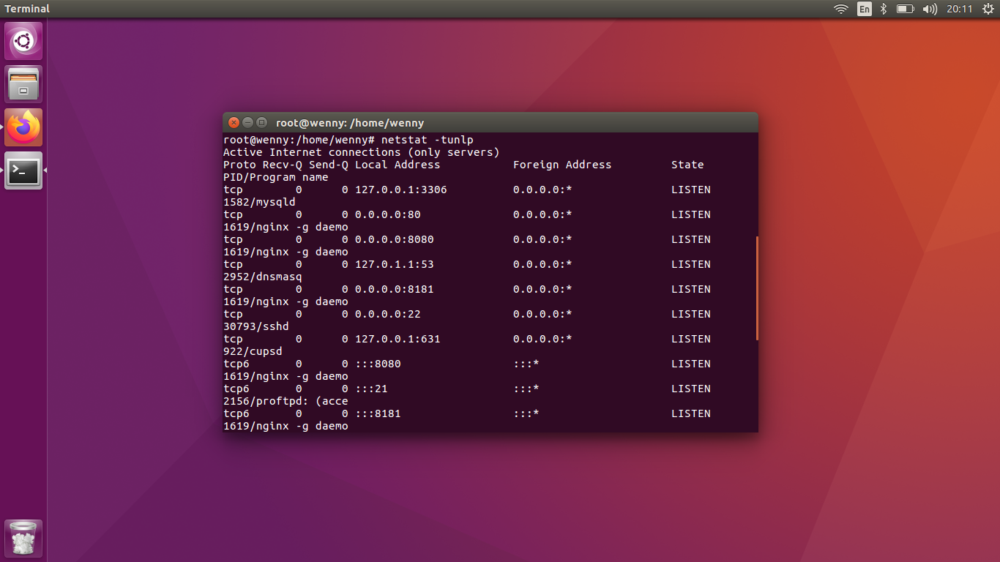 Terminal
En
20:11
root@wenny: /home/wenny
root@wenny:/home/wenny# netstat -tunlp
Active Internet connections (only servers)
Proto Recv-Q Send-Q Local Address           Foreign Address         State
PID/Program name
tcp        0      0 127.0.0.1:3306          0.0.0.0:*               LISTEN
1582/mysqld
tcp        0      0 0.0.0.0:80              0.0.0.0:*               LISTEN
1619/nginx -g daemo
tcp        0      0 0.0.0.0:8080            0.0.0.0:*               LISTEN
1619/nginx -g daemo
tcp        0      0 127.0.1.1:53            0.0.0.0:*               LISTEN
2952/dnsmasq
tcp        0      0 0.0.0.0:8181            0.0.0.0:*               LISTEN
1619/nginx -g daemo
tcp        0      0 0.0.0.0:22              0.0.0.0:*               LISTEN
30793/sshd
tcp        0      0 127.0.0.1:631           0.0.0.0:*               LISTEN
922/cupsd
tcp6       0      0 :::8080                 :::*                    LISTEN
1619/nginx -g daemo
tcp6       0      0 :::21                   :::*                    LISTEN
2156/proftpd: (acce
tcp6       0      0 :::8181                 :::*                    LISTEN
1619/nginx -g daemo